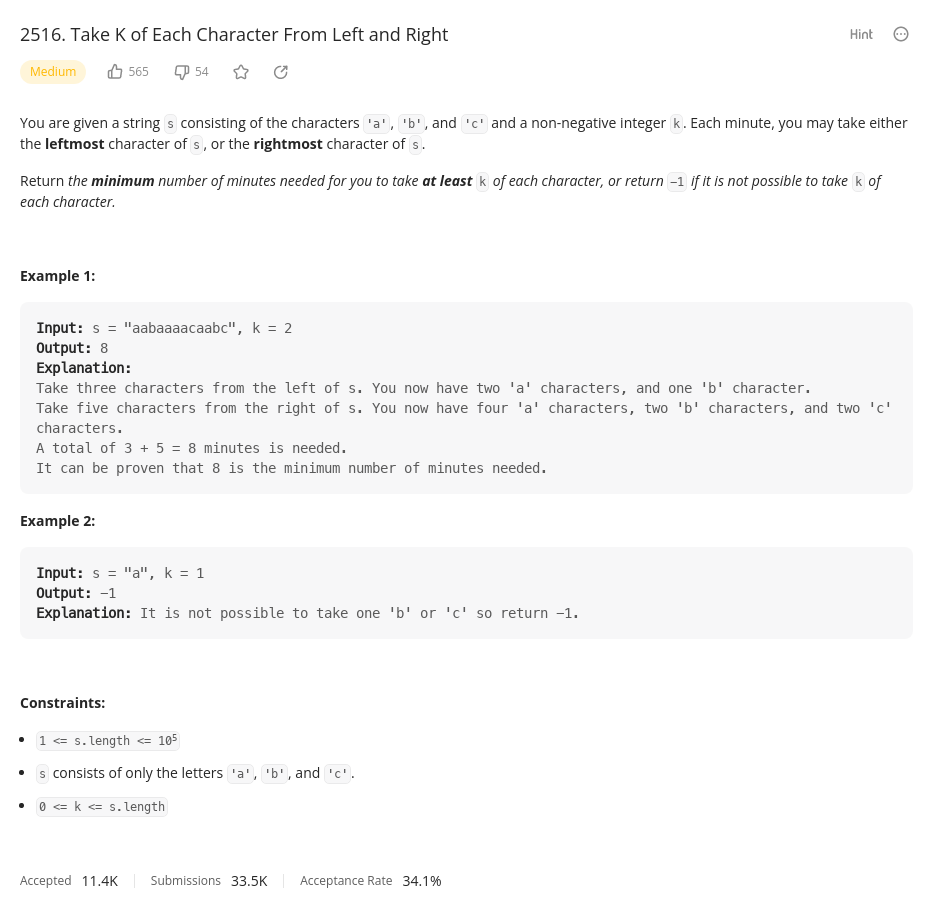 2516. Take K of Each Character From Left and Right
Hint
Medium 565 54
You are given a string s consisting of the characters 'a', 'b', and 'c' and a non-negative integer k. Each minute, you may take either
the leftmost character of s, or the rightmost character of s.
Return the minimum number of minutes needed for you to take at least k of each character, or return -1 if it is not possible to take k of
each character.
Example 1:
Input: s = "aabaaaacaabc", k = 2
Output: 8
Explanation:
Take three characters from the left of s. You now have two 'a' characters, and one 'b' character.
Take five characters from the right of s. You now have four 'a' characters, two 'b' characters, and two 'c'
characters.
A total of 3 + 5 = 8 minutes is needed.
It can be proven that 8 is the minimum number of minutes needed.
Example 2:
Input: s = "a", k = 1
Output: -1
Explanation: It is not possible to take one 'b' or 'c' so return -1.
Constraints:
• 1 <= s.length <= 10⁵
• s consists of only the letters 'a', 'b', and 'c'.
• 0 <= k <= s.length
Accepted 11.4K Submissions 33.5K Acceptance Rate 34.1%